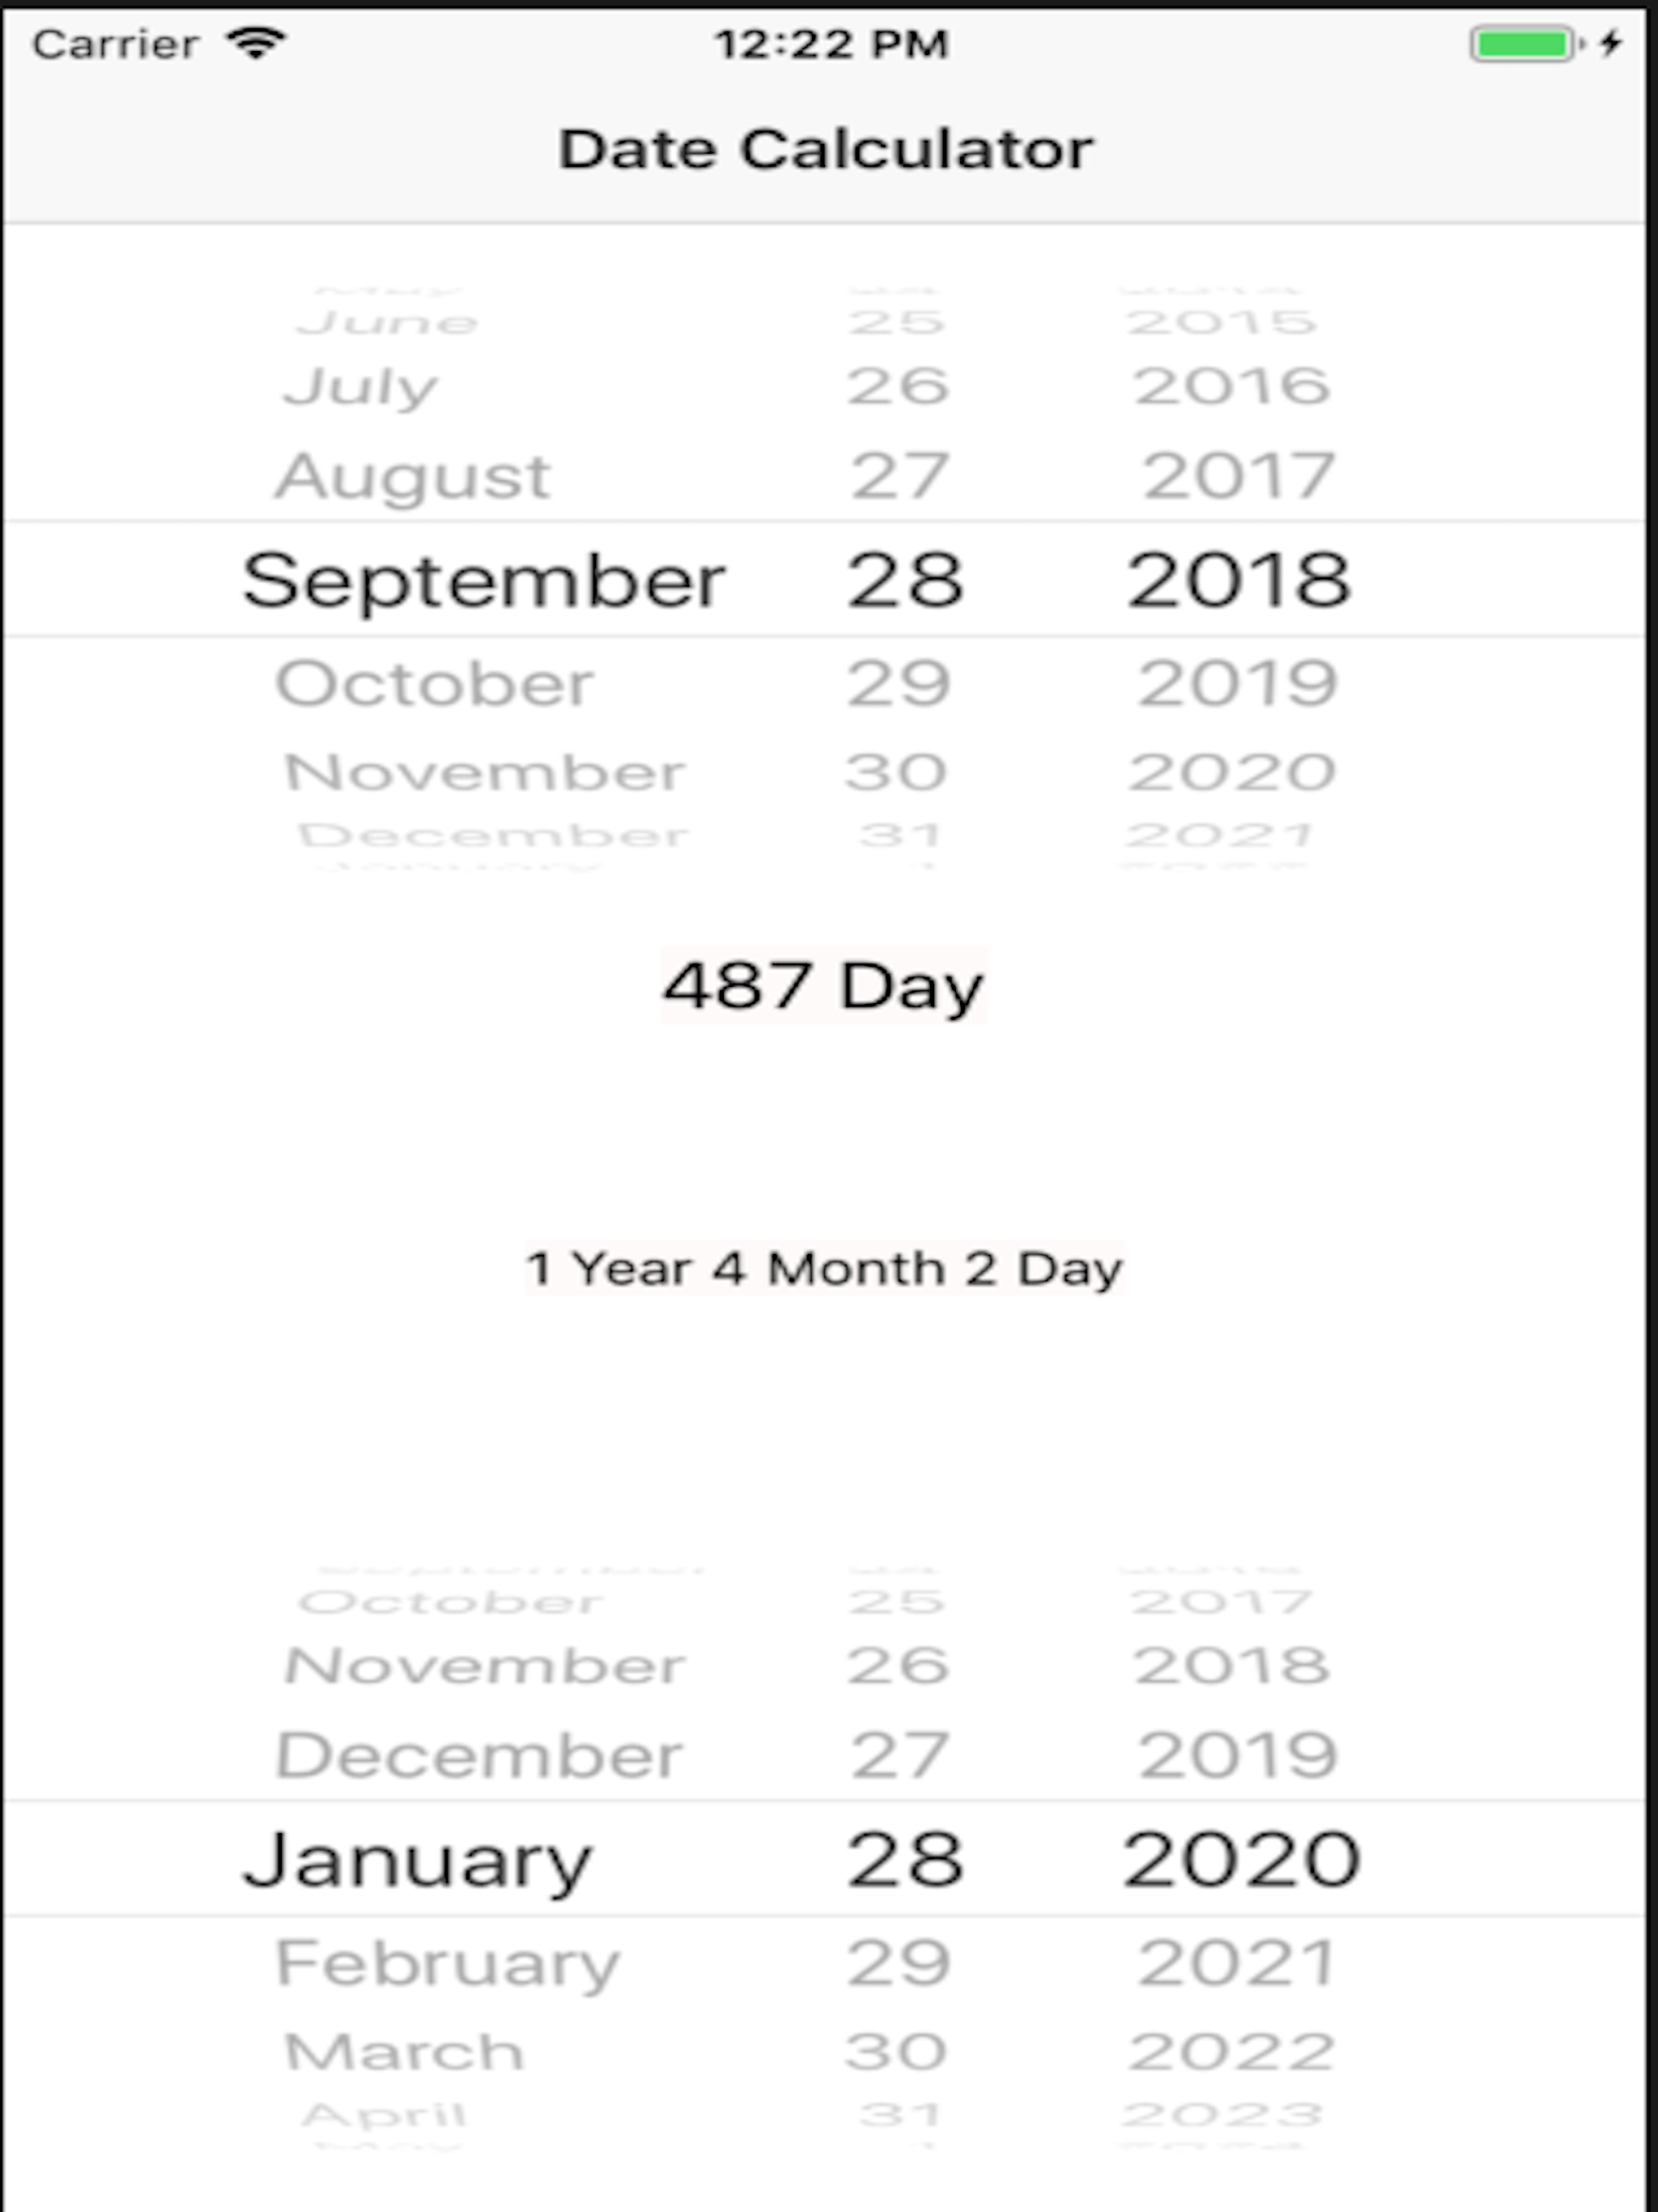 Carrier 12:22 PM
Date Calculator
June 25 2015
July 26 2016
August 27 2017
September 28 2018
October 29 2019
November 30 2020
December 31 2021
487 Day
1 Year 4 Month 2 Day
October 25 2017
November 26 2018
December 27 2019
January 28 2020
February 29 2021
March 30 2022
April 31 2023